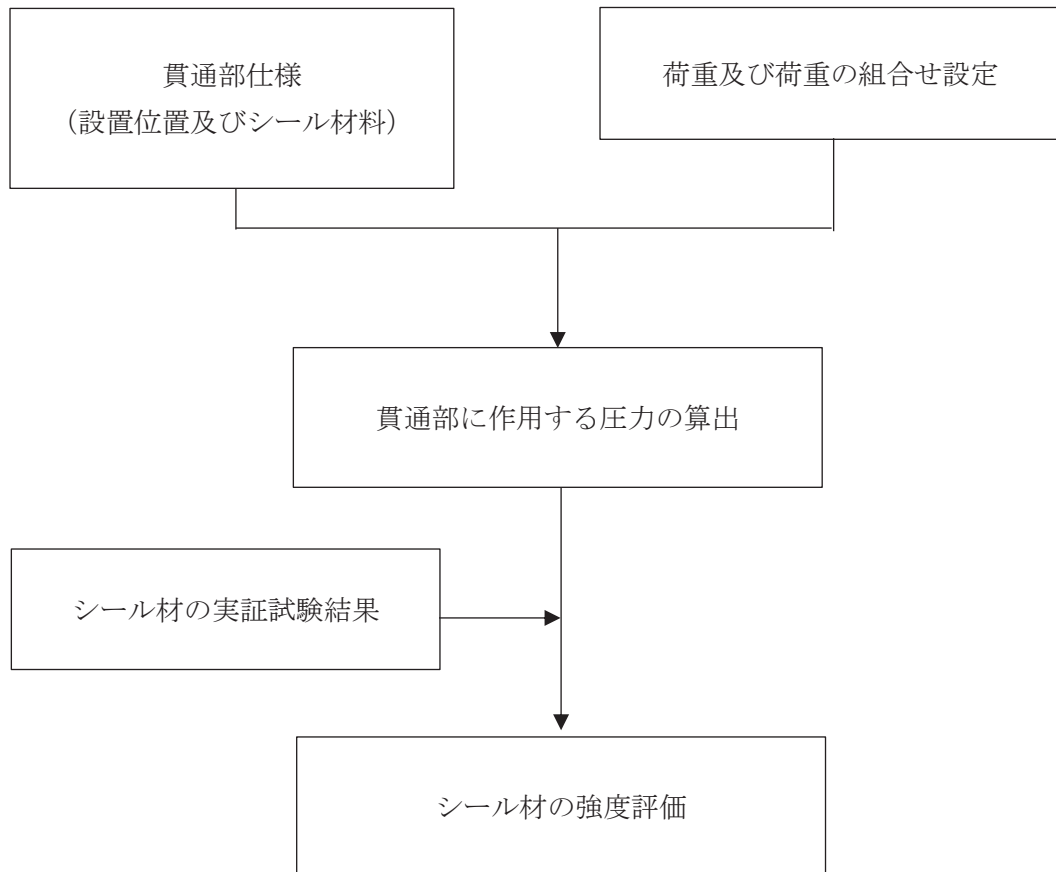 貫通部仕様
（設置位置及びシール材料）
荷重及び荷重の組合せ設定
貫通部に作用する圧力の算出
シール材の実証試験結果
シール材の強度評価